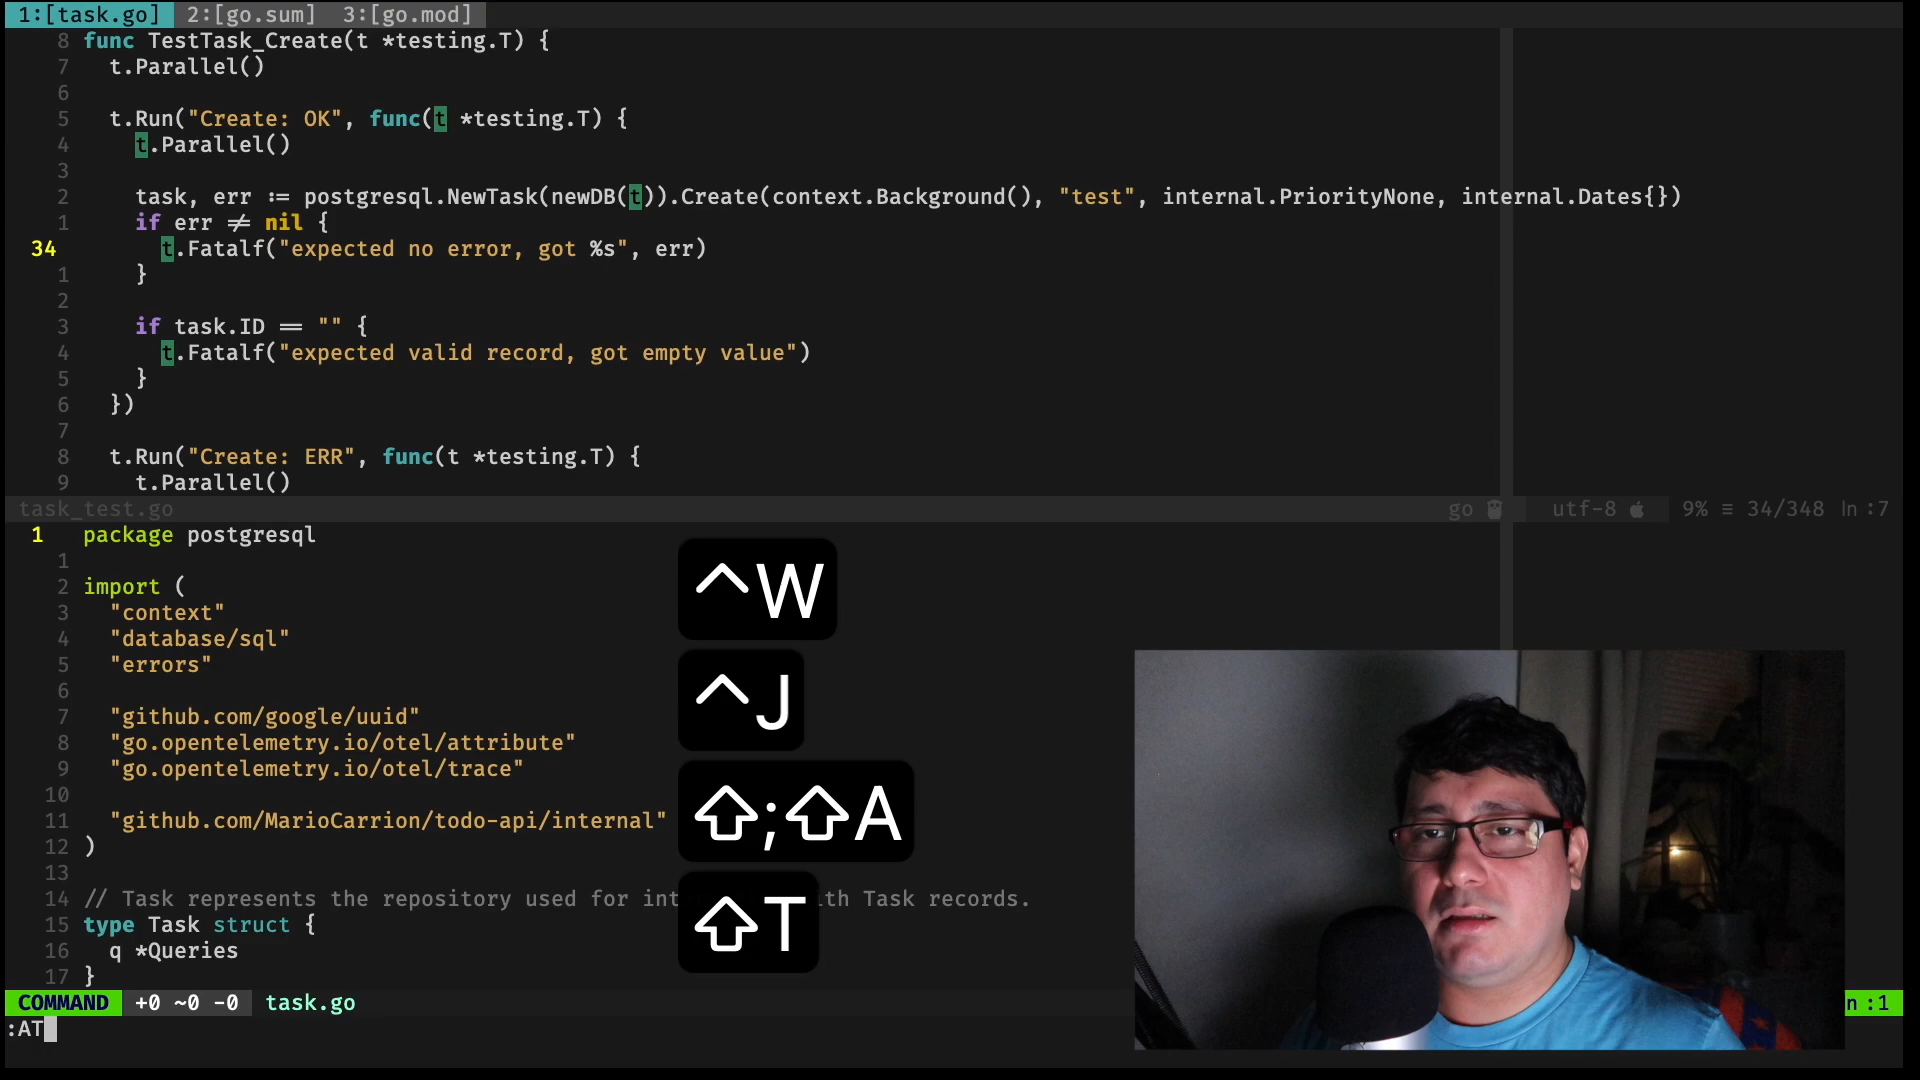 1:[task.go] 2:[go.sum] 3:[go.mod]
8 func TestTask_Create(t *testing.T) {
7 t.Parallel()
6
5 t.Run("Create: OK", func(t *testing.T) {
4 t.Parallel()
3
2 task, err := postgresql.NewTask(newDB(t)).Create(context.Background(), "test", internal.PriorityNone, internal.Dates{})
1 if err ≠ nil {
34 t.Fatalf("expected no error, got %s", err)
1 }
2
3 if task.ID == "" {
4 t.Fatalf("expected valid record, got empty value")
5 }
6 })
7
8 t.Run("Create: ERR", func(t *testing.T) {
9 t.Parallel()
task_test.go go utf-8 9% ≡ 34/348 ln :7
1 package postgresql
1
2 import (
3 "context"
4 "database/sql"
5 "errors"
6
7 "github.com/google/uuid"
8 "go.opentelemetry.io/otel/attribute"
9 "go.opentelemetry.io/otel/trace"
10
11 "github.com/MarioCarrion/todo-api/internal"
12 )
13
14 // Task represents the repository used for int th Task records.
15 type Task struct {
16 q *Queries
17 }
^W
^J
⇧;⇧A
⇧T
COMMAND +0 ~0 -0 task.go n :1
:AT